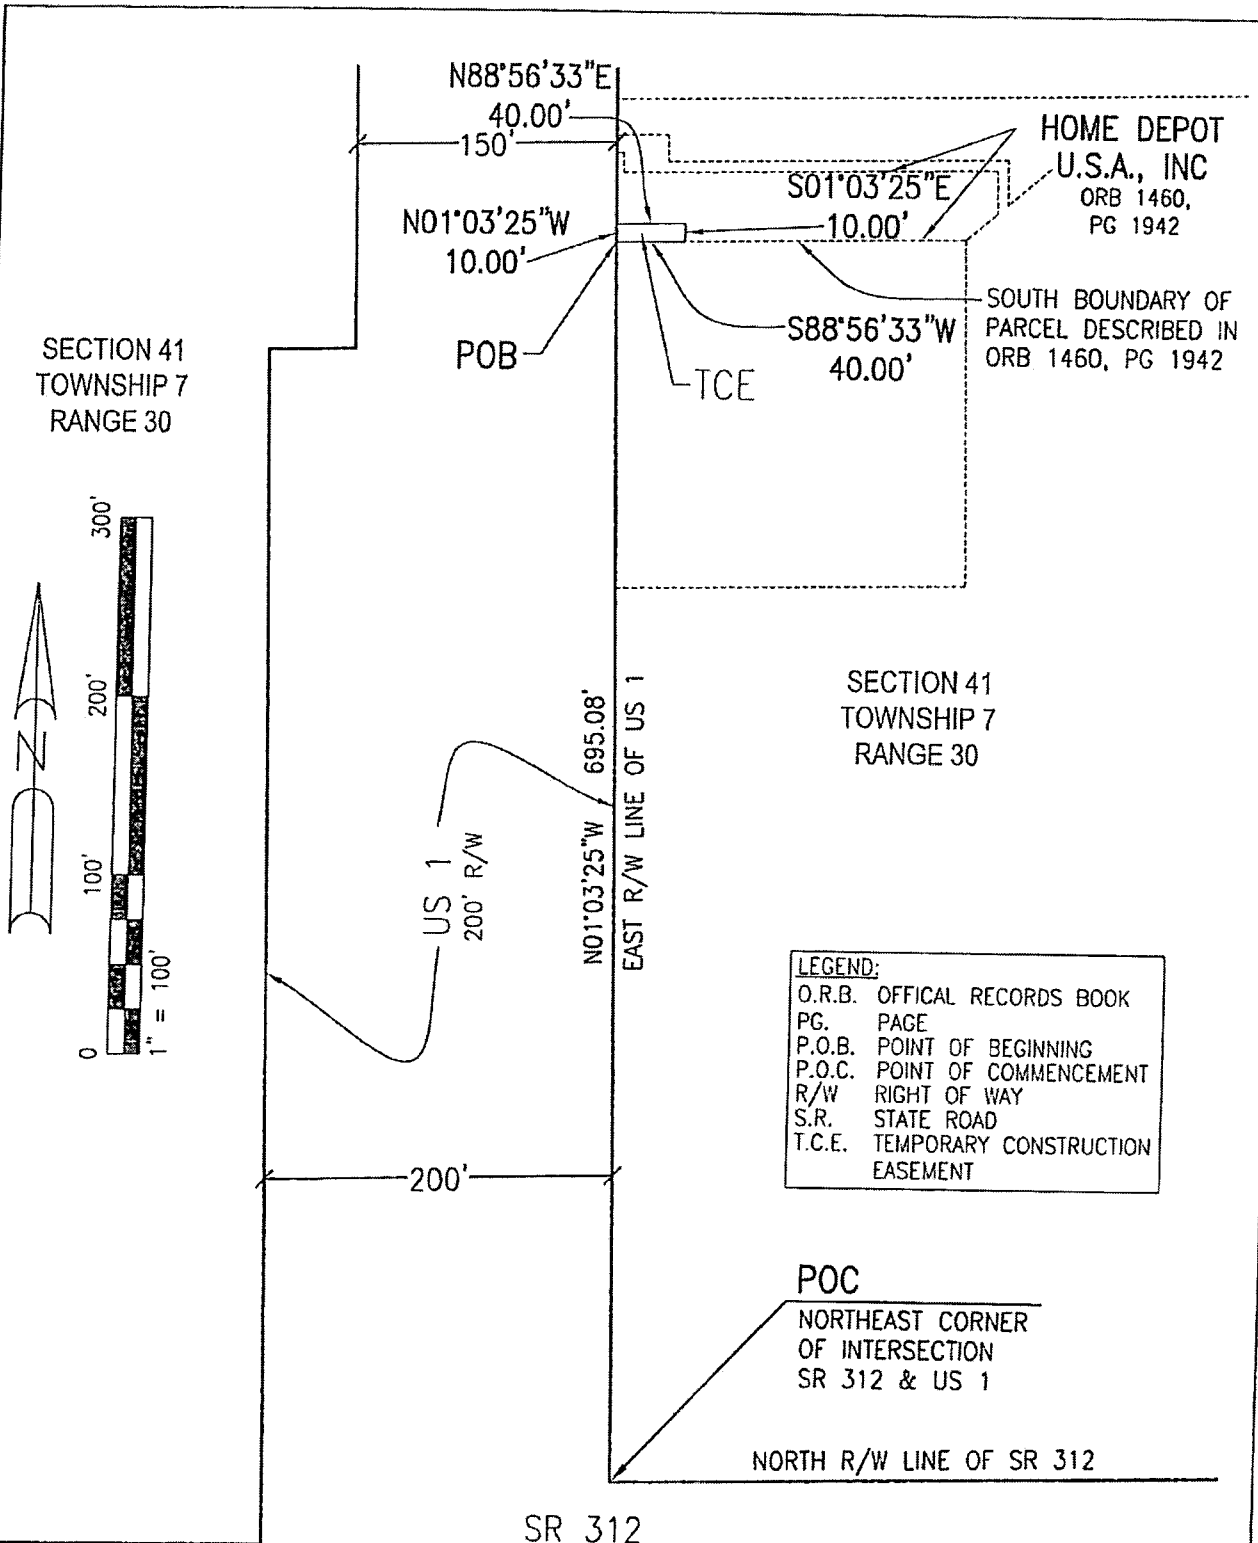 N88°56'33"E
40.00'
150'
HOME DEPOT
U.S.A., INC
ORB 1460,
PG 1942
S01°03'25"E
10.00'
N01°03'25"W
10.00'
SOUTH BOUNDARY OF
PARCEL DESCRIBED IN
ORB 1460, PG 1942
S88°56'33"W
40.00'
POB
TCE
SECTION 41
TOWNSHIP 7
RANGE 30
300'
200'
100'
0
1" = 100'
N
US 1
200' R/W
N01°03'25"W 695.08'
EAST R/W LINE OF US 1
SECTION 41
TOWNSHIP 7
RANGE 30
LEGEND:
O.R.B. OFFICAL RECORDS BOOK
PG. PAGE
P.O.B. POINT OF BEGINNING
P.O.C. POINT OF COMMENCEMENT
R/W RIGHT OF WAY
S.R. STATE ROAD
T.C.E. TEMPORARY CONSTRUCTION
EASEMENT
200'
POC
NORTHEAST CORNER
OF INTERSECTION
SR 312 & US 1
NORTH R/W LINE OF SR 312
SR 312